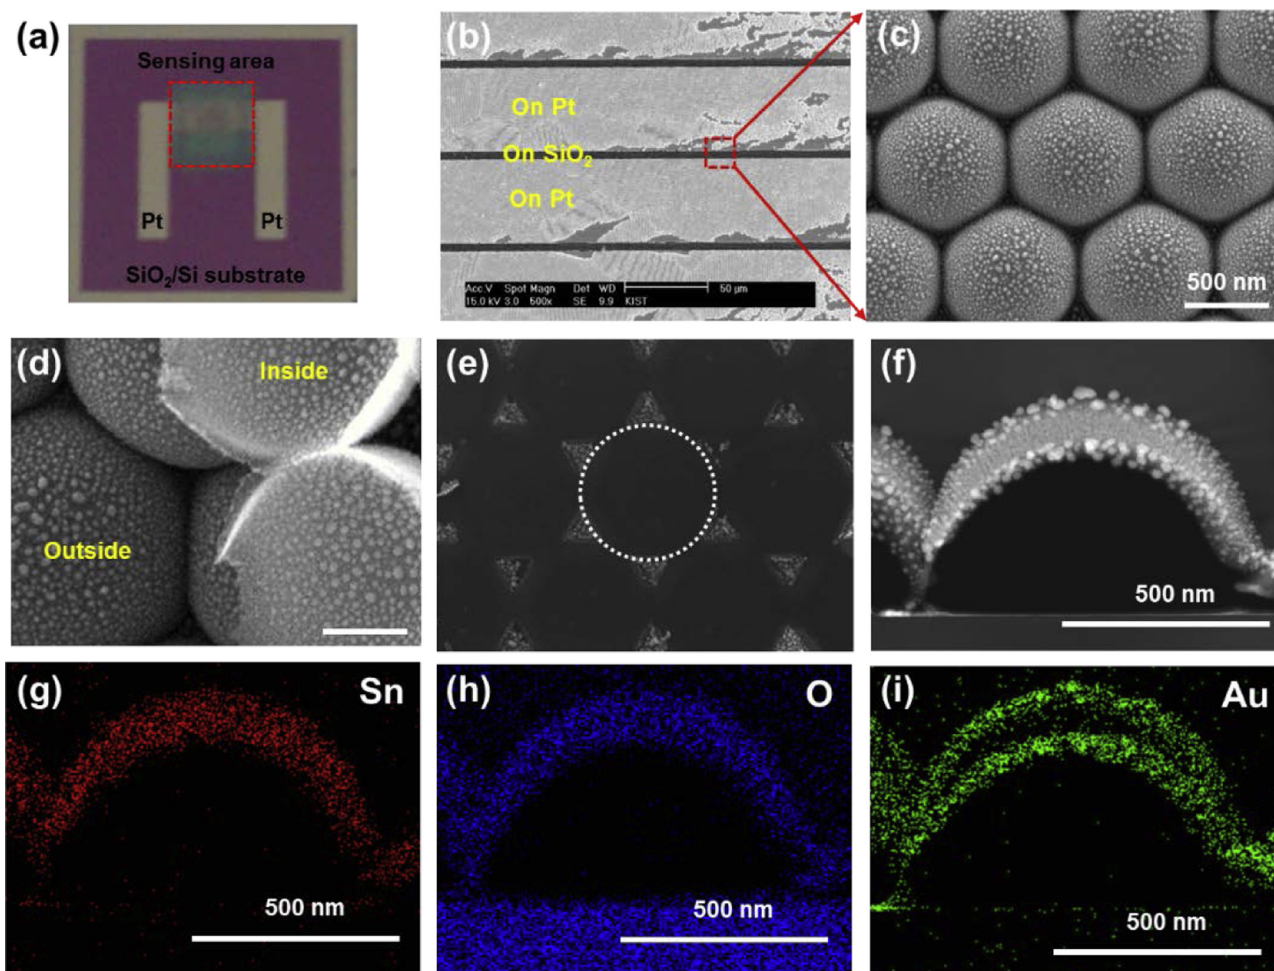 (a)
Sensing area
Pt
Pt
SiO₂/Si substrate
(b)
On Pt
On SiO₂
On Pt
Acc.V Spot Magn Det WD 50 µm
15.0 kV 3.0 500x SE 9.9 KIST
(c)
500 nm
(d)
Inside
Outside
(e)
(f)
500 nm
(g)
Sn
500 nm
(h)
O
500 nm
(i)
Au
500 nm